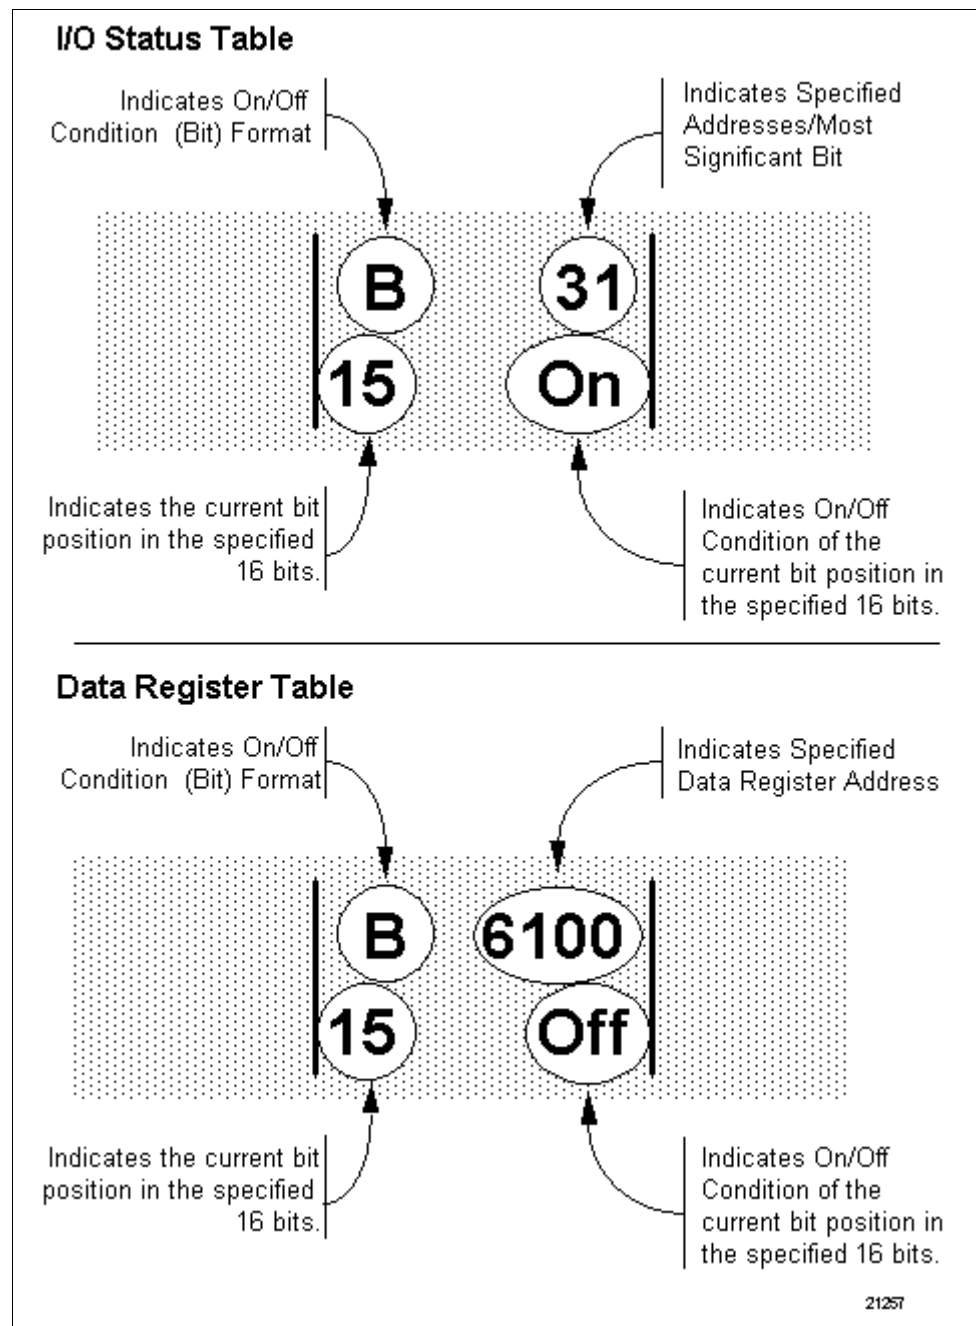 I/O Status Table
Indicates On/Off
Condition (Bit) Format
Indicates Specified
Addresses/Most
Significant Bit
B 31
15 On
Indicates the current bit
position in the specified
16 bits.
Indicates On/Off
Condition of the
current bit position in
the specified 16 bits.
Data Register Table
Indicates On/Off
Condition (Bit) Format
Indicates Specified
Data Register Address
B 6100
15 Off
Indicates the current bit
position in the specified
16 bits.
Indicates On/Off
Condition of the
current bit position in
the specified 16 bits.
21257